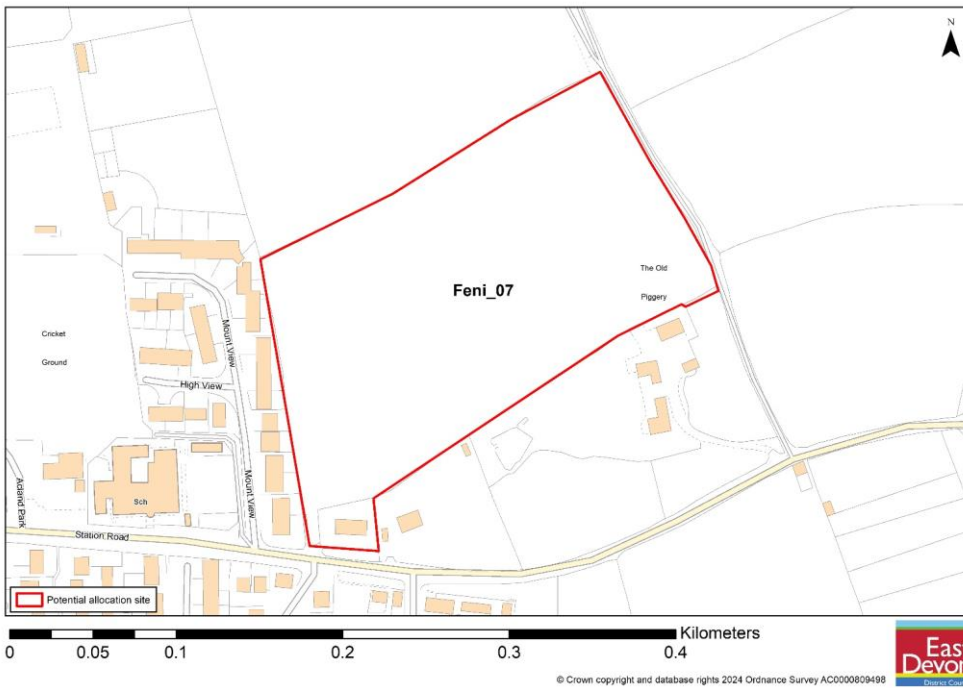 N
The Old
Piggery
Feni_07
Cricket
Ground
Mount View
High View
Mount View
Sch
Acland Park
Station Road
Potential allocation site
Kilometers
0 0.05 0.1 0.2 0.3 0.4
East
Devon
District Council
© Crown copyright and database rights 2024 Ordnance Survey AC0000809498